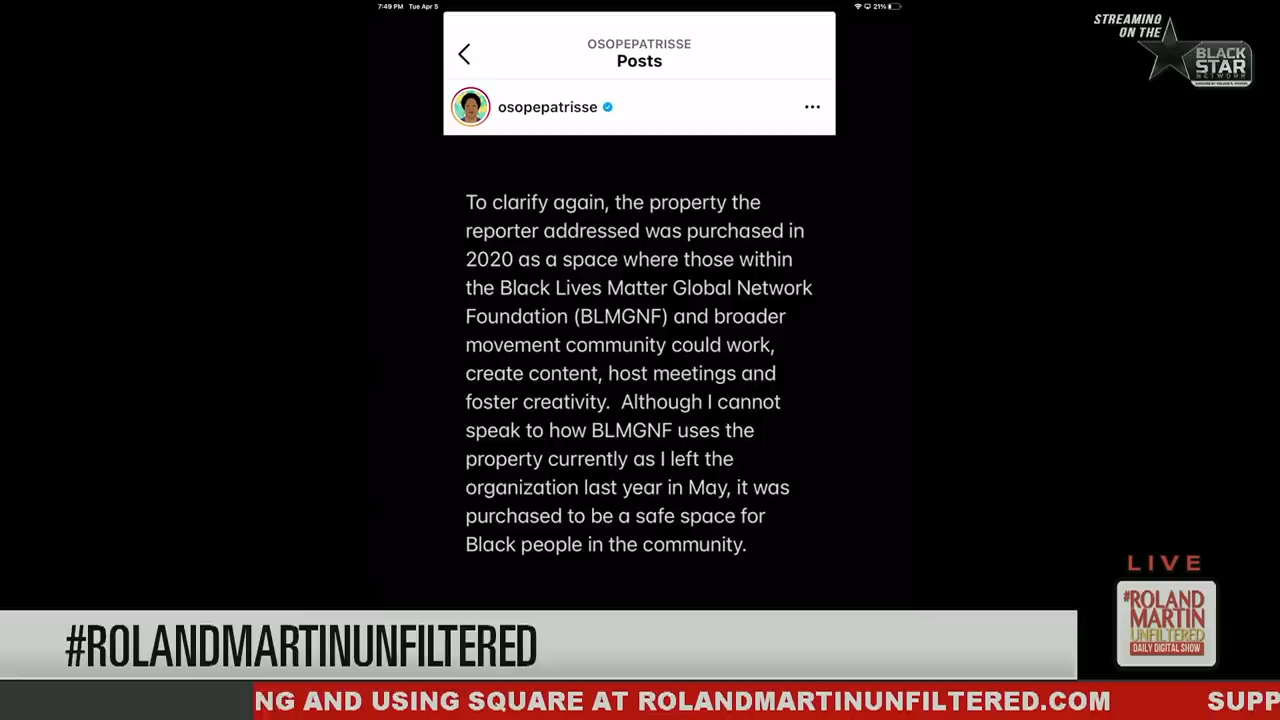 7:49 PM Tue Apr 5
21%
OSOPEPATRISSE
Posts
osopepatrisse
To clarify again, the property the
reporter addressed was purchased in
2020 as a space where those within
the Black Lives Matter Global Network
Foundation (BLMGNF) and broader
movement community could work,
create content, host meetings and
foster creativity.  Although I cannot
speak to how BLMGNF uses the
property currently as I left the
organization last year in May, it was
purchased to be a safe space for
Black people in the community.
STREAMING
ON THE
BLACK
STAR
NETWORK
LIVE
#ROLAND
MARTIN
UNFILTERED
DAILY DIGITAL SHOW
#ROLANDMARTINUNFILTERED
NG AND USING SQUARE AT ROLANDMARTINUNFILTERED.COM
SUPP